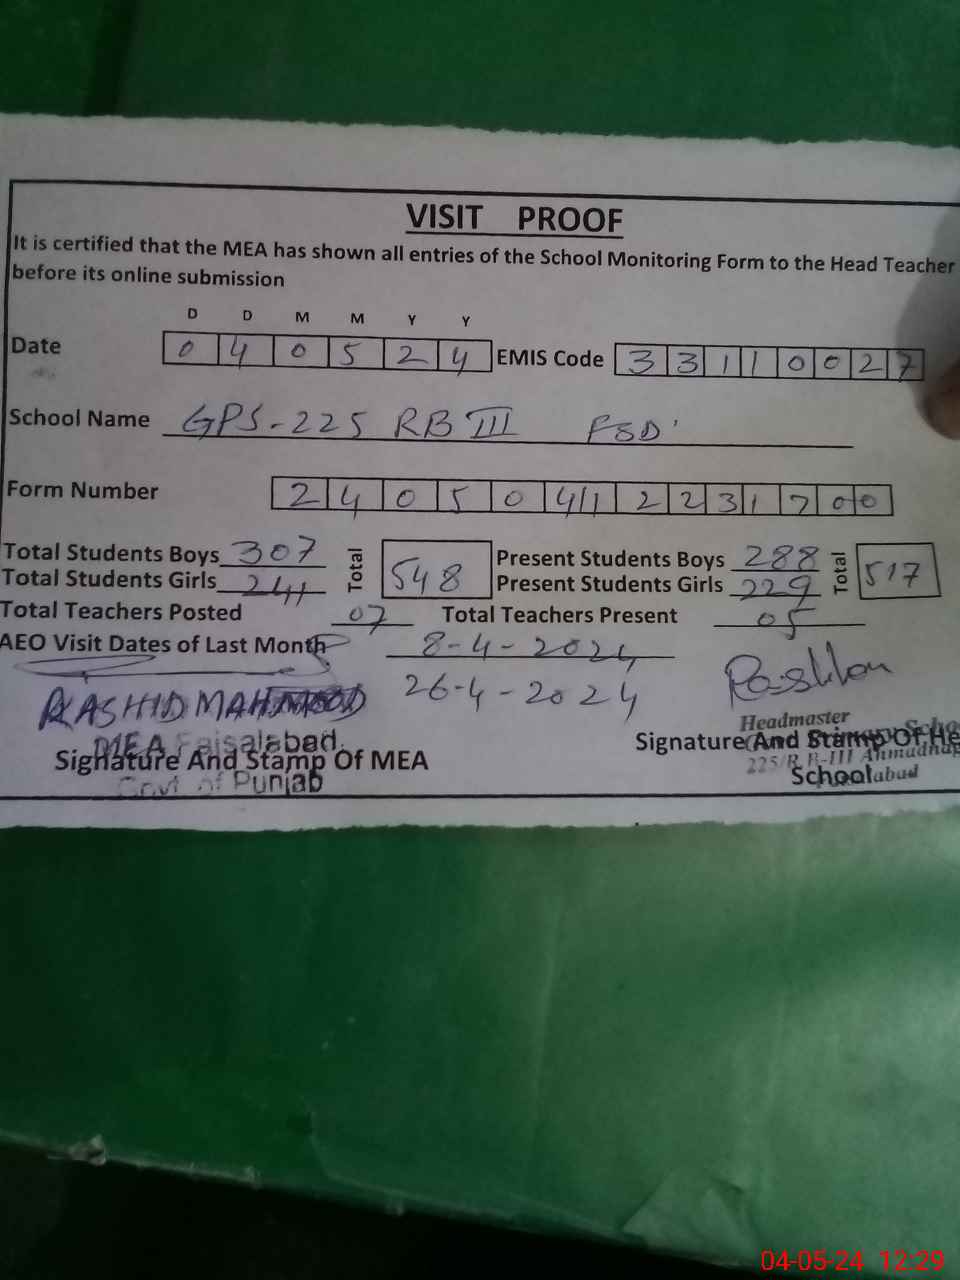 VISIT PROOF
It is certified that the MEA has shown all entries of the School Monitoring Form to the Head Teacher
before its online submission
D D M M Y Y
Date 0 4 0 5 2 4 EMIS Code 3 3 1 1 0 0 2 7
School Name GPS-225 RB III FSD
Form Number 2 4 0 5 0 4 1 2 2 3 1 7 0 0
Total Students Boys 307 Total 548 Present Students Boys 288 Total 517
Total Students Girls 241 Present Students Girls 229
Total Teachers Posted 07 Total Teachers Present 05
AEO Visit Dates of Last Month 8-4-2024
26-4-2024
RASHID MAHMOOD
MEA Faisalabad.
Signature And Stamp Of MEA
Govt of Punjab
Headmaster
Signature And Stamp Of He
225/R.B-III Ahmadna
School
04-05-24 12:29